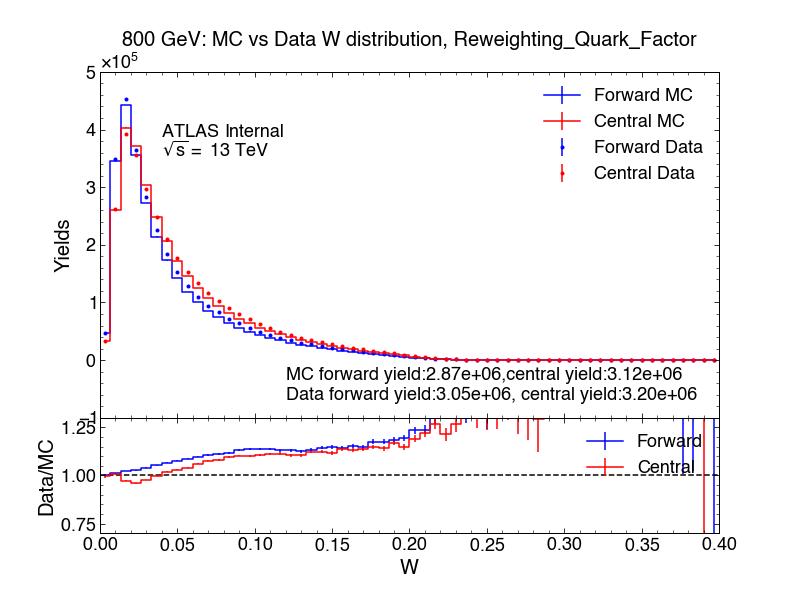 800 GeV: MC vs Data W distribution, Reweighting_Quark_Factor
×10⁵
5
4
3
2
1
0
−1
Yields
ATLAS Internal
√s = 13 TeV
Forward MC
Central MC
Forward Data
Central Data
MC forward yield:2.87e+06,central yield:3.12e+06
Data forward yield:3.05e+06, central yield:3.20e+06
1.25
1.00
0.75
Data/MC
Forward
Central
0.00 0.05 0.10 0.15 0.20 0.25 0.30 0.35 0.40
W